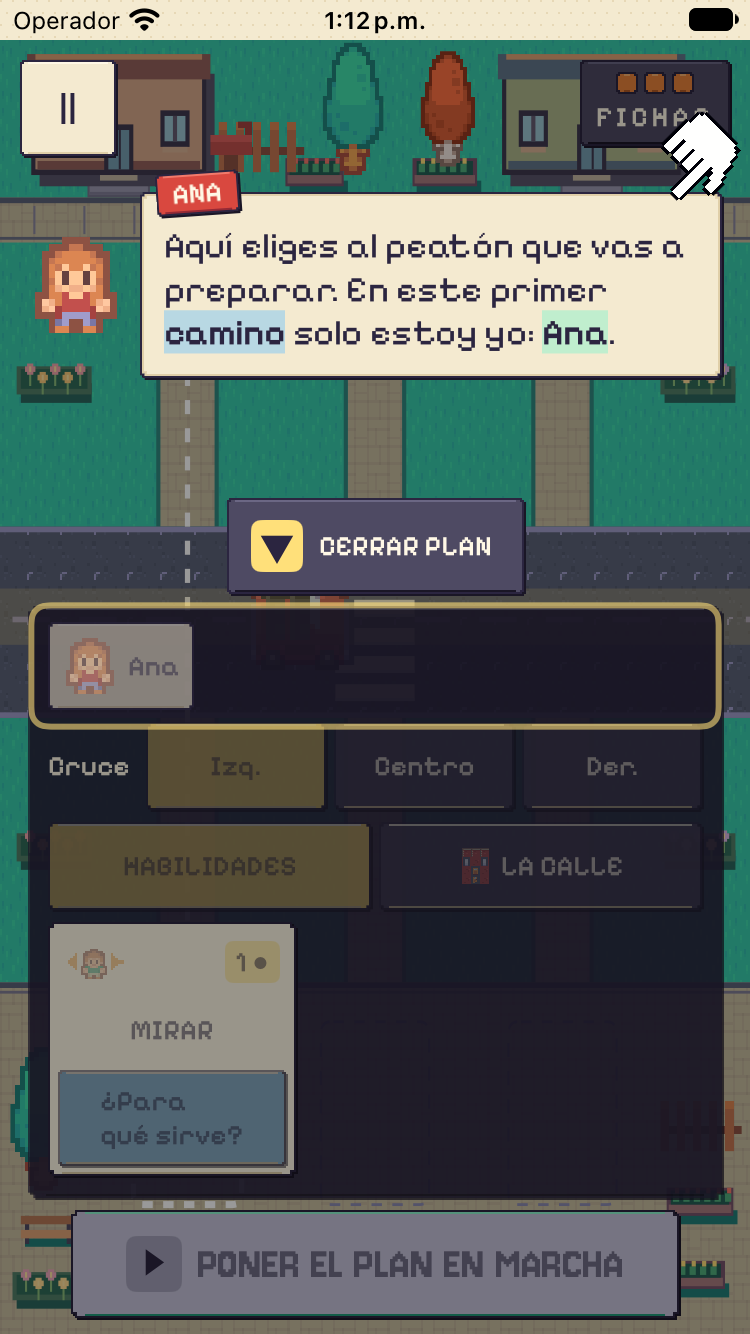 Operador
1:12 p.m.
FICHAS
ANA
Aquí eliges al peatón que vas a
preparar. En este primer
camino solo estoy yo: Ana.
CERRAR PLAN
Ana
Cruce
Izq.
Centro
Der.
HABILIDADES
LA CALLE
1
MIRAR
¿Para
qué sirve?
PONER EL PLAN EN MARCHA